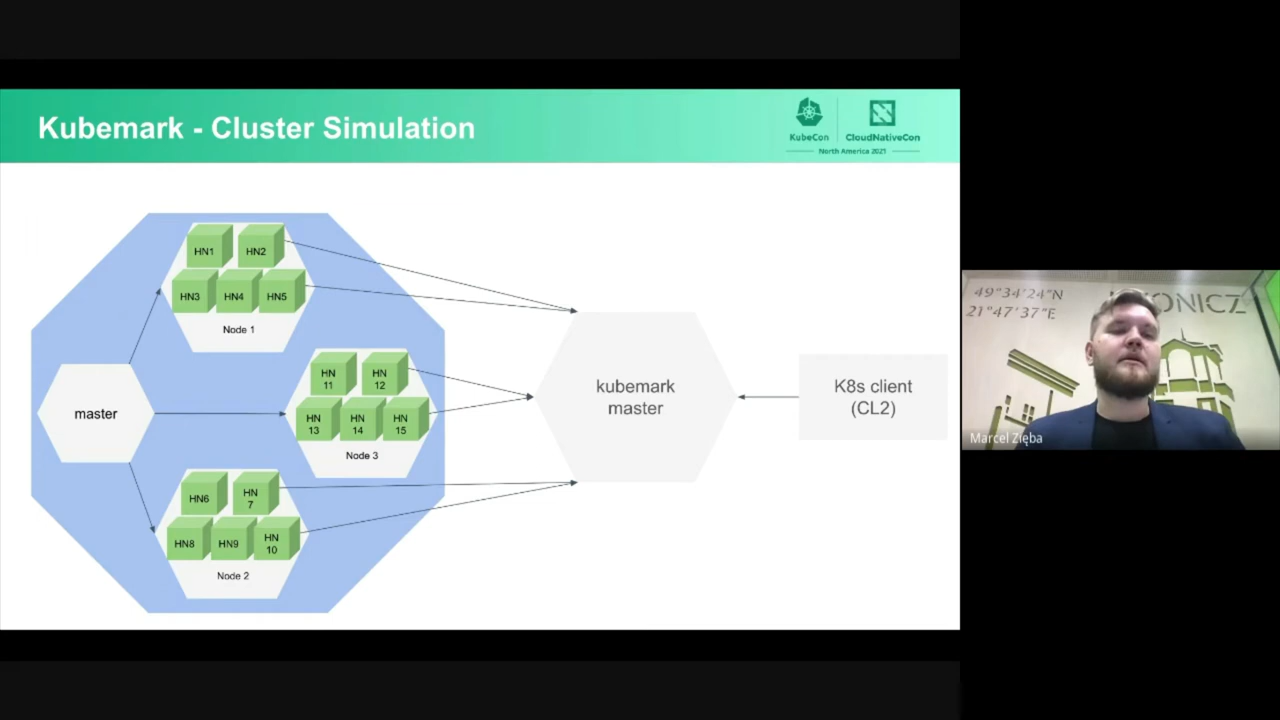 Kubemark - Cluster Simulation
KubeCon
CloudNativeCon
North America 2021
HN1
HN2
HN3
HN4
HN5
Node 1
master
HN
11
HN
12
HN
13
HN
14
HN
15
Node 3
HN6
HN
7
HN8
HN9
HN
10
Node 2
kubemark
master
K8s client
(CL2)
49°34'24"N
21°47'37"E
ONICZ
Marcel Zięba